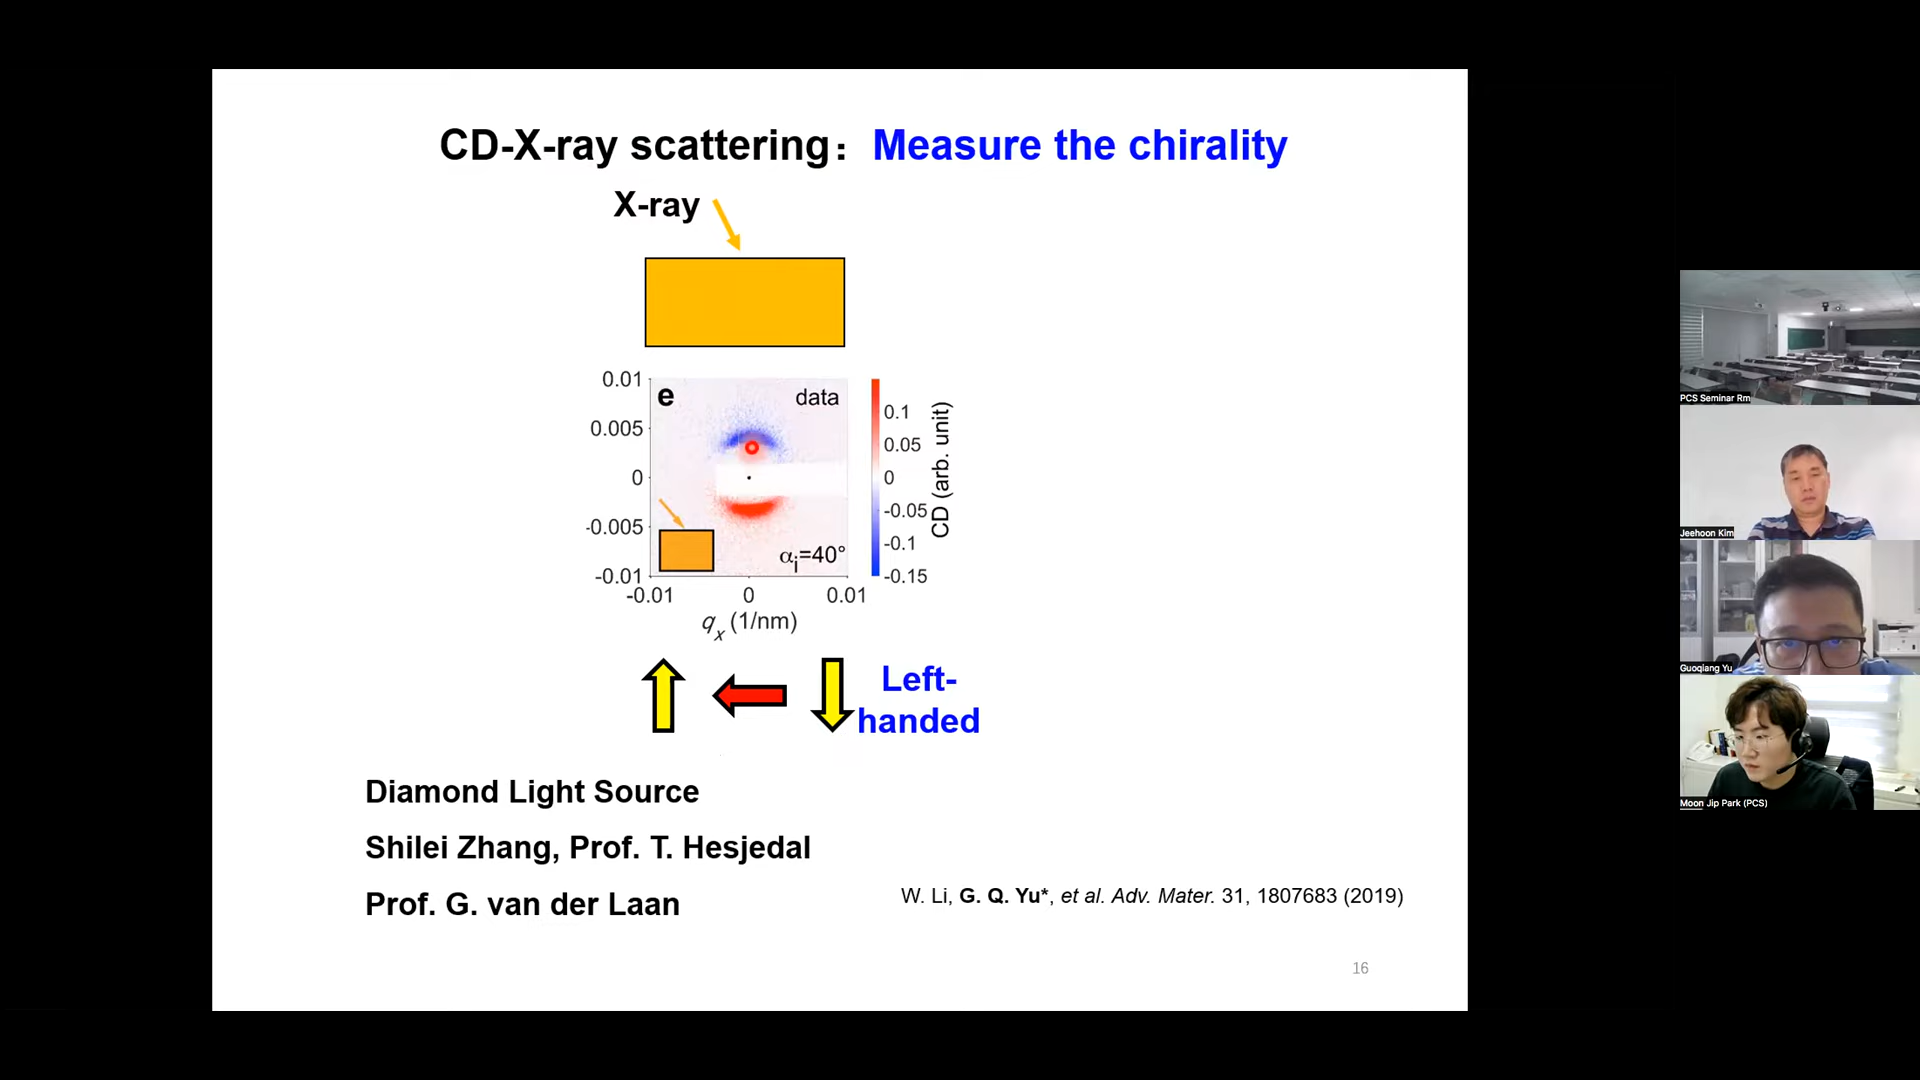 CD-X-ray scattering: Measure the chirality
X-ray
0.01
0.005
0
-0.005
-0.01
e
data
αi=40°
-0.01
0
0.01
qx (1/nm)
0.1
0.05
0
-0.05
-0.1
-0.15
CD (arb. unit)
Left-
handed
Diamond Light Source
Shilei Zhang, Prof. T. Hesjedal
Prof. G. van der Laan
W. Li, G. Q. Yu*, et al. Adv. Mater. 31, 1807683 (2019)
16
PCS Seminar Rm
Jeehoon Kim
Guoqiang Yu
Moon Jip Park (PCS)